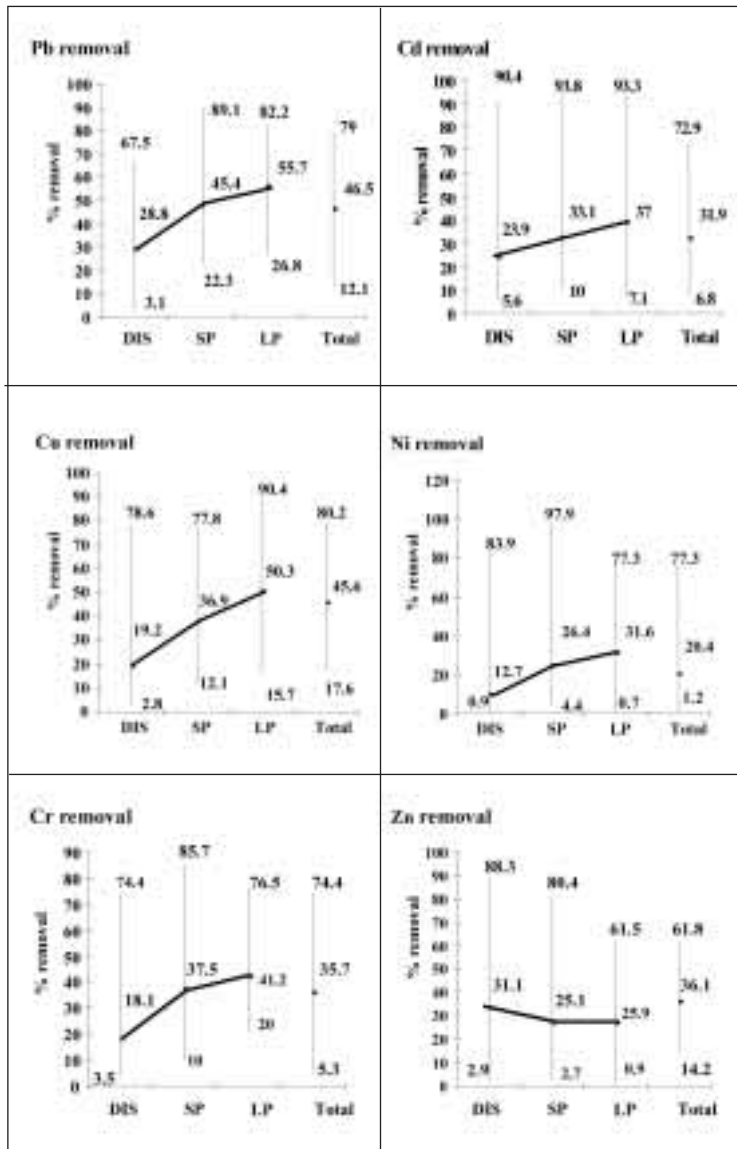 Pb removal
% removal
100
90
80
70
60
50
40
30
20
10
0
67.5 89.1 82.2 79
28.8 45.4 55.7 46.5
3.1 22.3 26.8 12.1
DIS SP LP Total
Cd removal
% removal
100
90
80
70
60
50
40
30
20
10
0
90.4 93.8 93.3 72.9
23.9 33.1 37 31.9
5.6 10 7.1 6.8
DIS SP LP Total
Cu removal
% removal
100
90
80
70
60
50
40
30
20
10
0
78.6 77.8 90.4 80.2
19.2 36.9 50.3 45.6
2.8 12.1 15.7 17.6
DIS SP LP Total
Ni removal
% removal
120
100
80
60
40
20
0
83.9 97.9 77.3 77.3
12.7 26.4 31.6 20.4
0.9 4.4 0.7 1.2
DIS SP LP Total
Cr removal
% removal
90
80
70
60
50
40
30
20
10
0
74.4 85.7 76.5 74.4
18.1 37.5 41.2 35.7
3.5 10 20 5.3
DIS SP LP Total
Zn removal
% removal
100
90
80
70
60
50
40
30
20
10
0
88.3 80.4 61.5 61.8
31.1 25.1 25.9 36.1
2.9 2.7 0.9 14.2
DIS SP LP Total